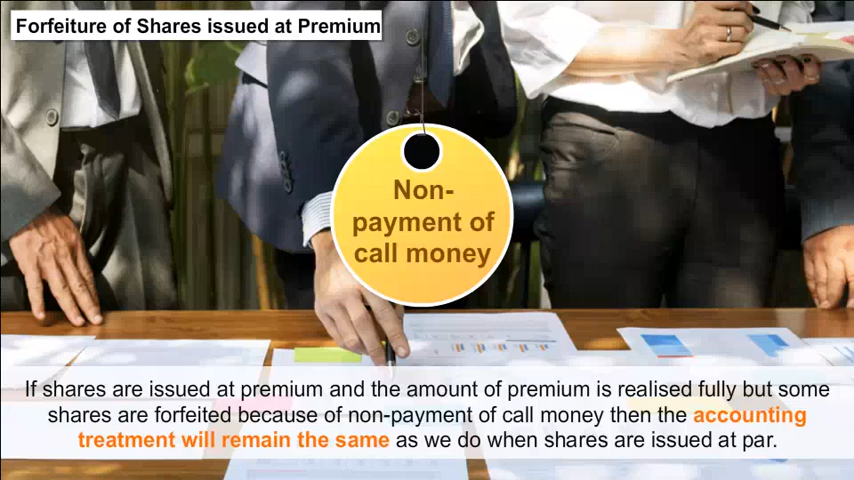 Forfeiture of Shares issued at Premium
Non-
payment of
call money
If shares are issued at premium and the amount of premium is realised fully but some
shares are forfeited because of non-payment of call money then the accounting
treatment will remain the same as we do when shares are issued at par.